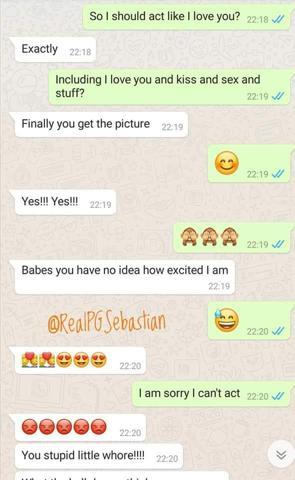 So I should act like I love you? 22:18
Exactly 22:18
Including I love you and kiss and sex and
stuff? 22:19
Finally you get the picture 22:19
😊 22:19
Yes!!! Yes!!! 22:19
🙈🙈🙈 22:19
Babes you have no idea how excited I am
22:19
😅 22:20
@RealPGSebastian
💏💏😍😍😍 22:20
I am sorry I can't act 22:20
😡😡😡😡😡 22:20
You stupid little whore!!!! 22:20